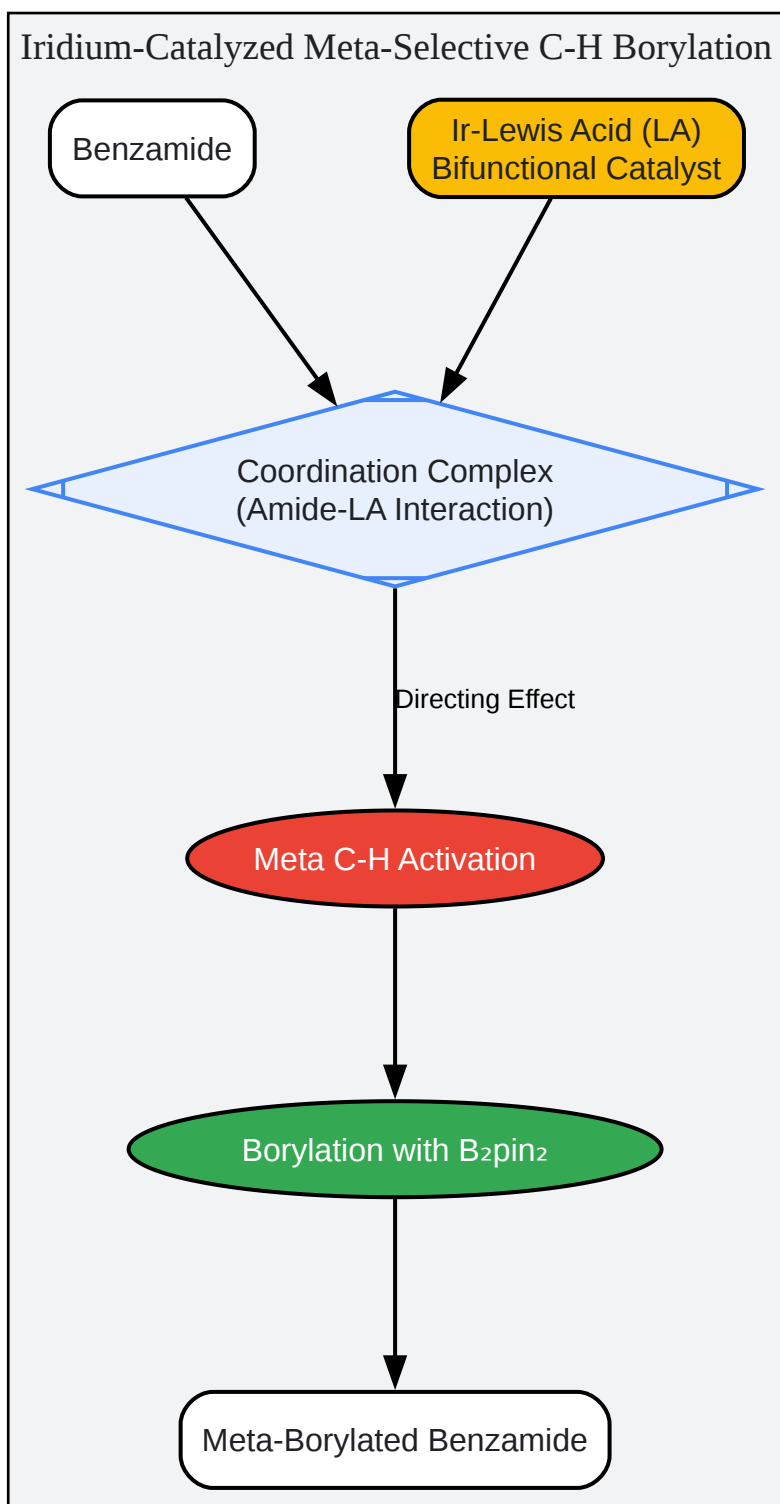 Iridium-Catalyzed Meta-Selective C-H Borylation
Benzamide
Ir-Lewis Acid (LA)
Bifunctional Catalyst
Coordination Complex
(Amide-LA Interaction)
Directing Effect
Meta C-H Activation
Borylation with B₂pin₂
Meta-Borylated Benzamide